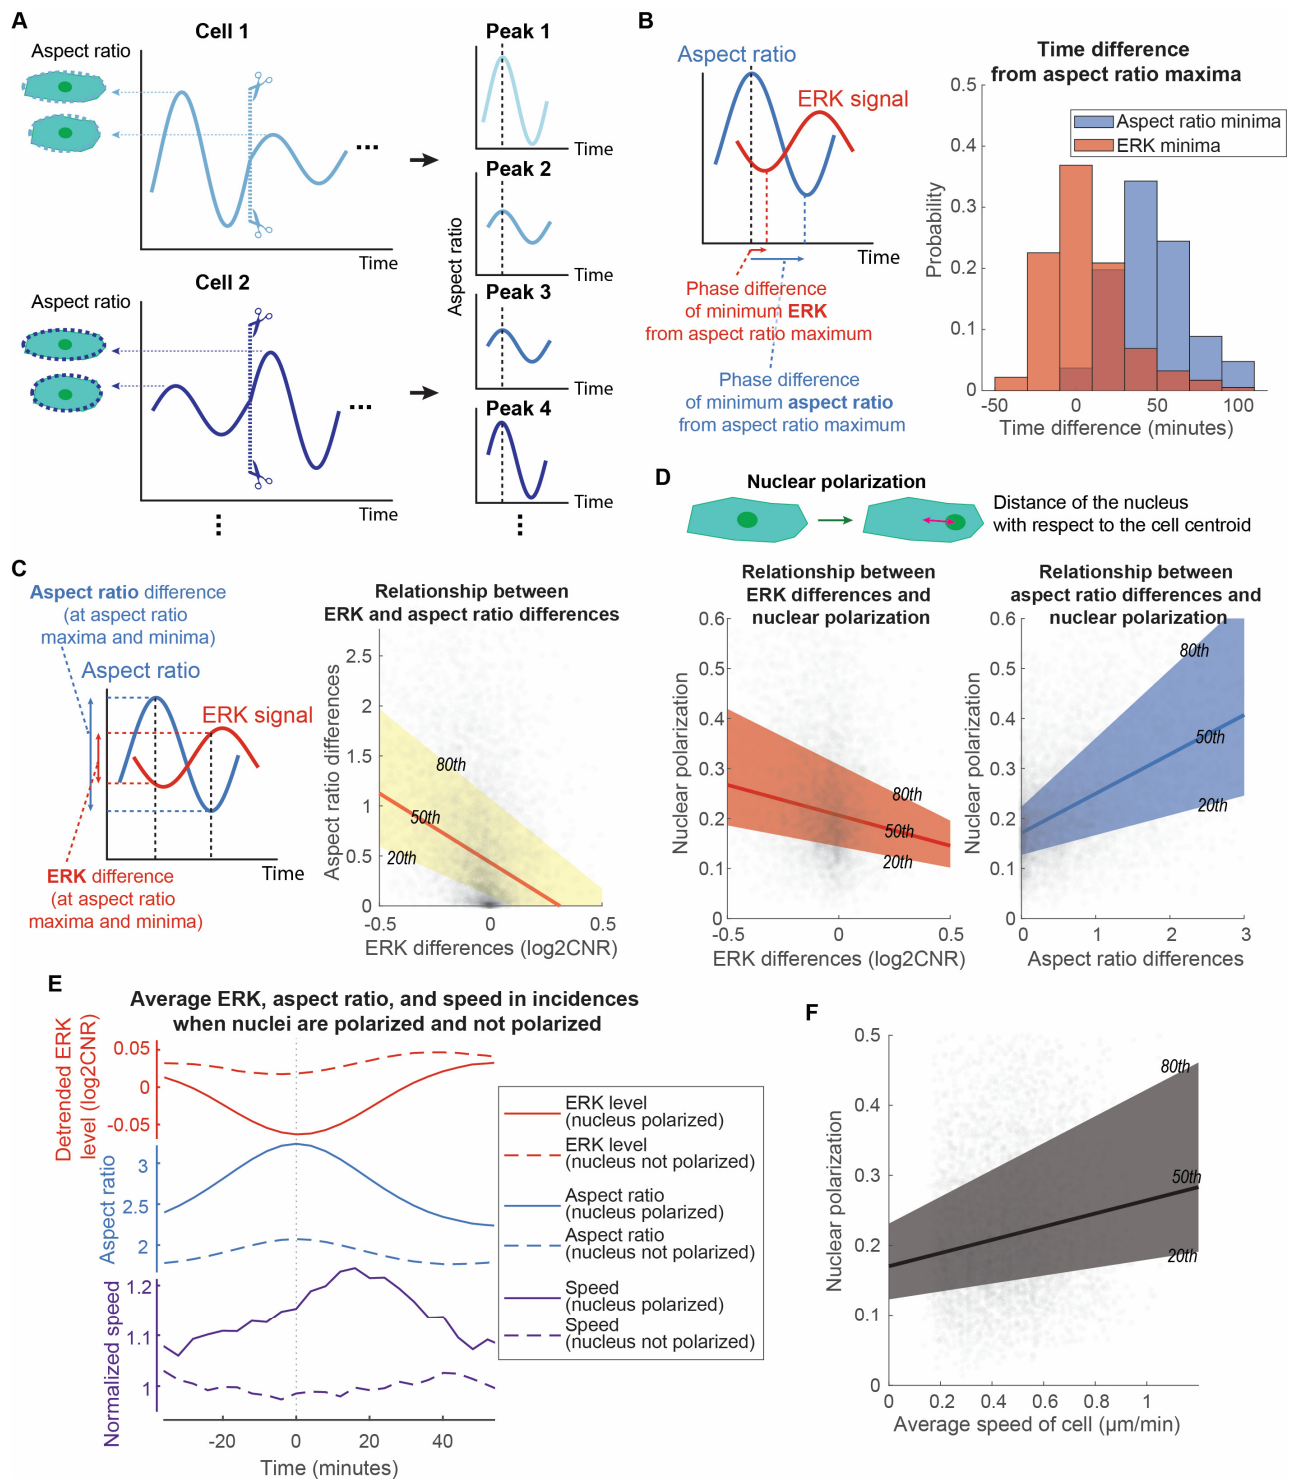 A
Cell 1
Aspect ratio
Time
Cell 2
Aspect ratio
Time
...
...
Peak 1
Time
Peak 2
Time
Peak 3
Time
Peak 4
Time
Aspect ratio
B
Aspect ratio
ERK signal
Time
Phase difference
of minimum ERK
from aspect ratio maximum
Phase difference
of minimum aspect ratio
from aspect ratio maximum
Time difference
from aspect ratio maxima
Aspect ratio minima
ERK minima
Probability
0.5
0.4
0.3
0.2
0.1
0
-50
0
50
100
Time difference (minutes)
C
Aspect ratio difference
(at aspect ratio
maxima and minima)
Aspect ratio
ERK signal
Time
ERK difference
(at aspect ratio
maxima and minima)
Relationship between
ERK and aspect ratio differences
Aspect ratio differences
2.5
2
1.5
1
0.5
0
80th
50th
20th
-0.5
0
0.5
ERK differences (log2CNR)
D
Nuclear polarization
Distance of the nucleus
with respect to the cell centroid
Relationship between
ERK differences and
nuclear polarization
Nuclear polarization
0.6
0.5
0.4
0.3
0.2
0.1
0
80th
50th
20th
-0.5
0
0.5
ERK differences (log2CNR)
Relationship between
aspect ratio differences and
nuclear polarization
Nuclear polarization
0.6
0.5
0.4
0.3
0.2
0.1
0
80th
50th
20th
0
1
2
3
Aspect ratio differences
E
Average ERK, aspect ratio, and speed in incidences
when nuclei are polarized and not polarized
Detrended ERK
level (log2CNR)
0.05
0
-0.05
Aspect ratio
3
2.5
2
Normalized speed
1.2
1.1
1
-20
0
20
40
Time (minutes)
ERK level
(nucleus polarized)
ERK level
(nucleus not polarized)
Aspect ratio
(nucleus polarized)
Aspect ratio
(nucleus not polarized)
Speed
(nucleus polarized)
Speed
(nucleus not polarized)
F
Nuclear polarization
0.5
0.4
0.3
0.2
0.1
0
80th
50th
20th
0
0.2
0.4
0.6
0.8
1
Average speed of cell (μm/min)